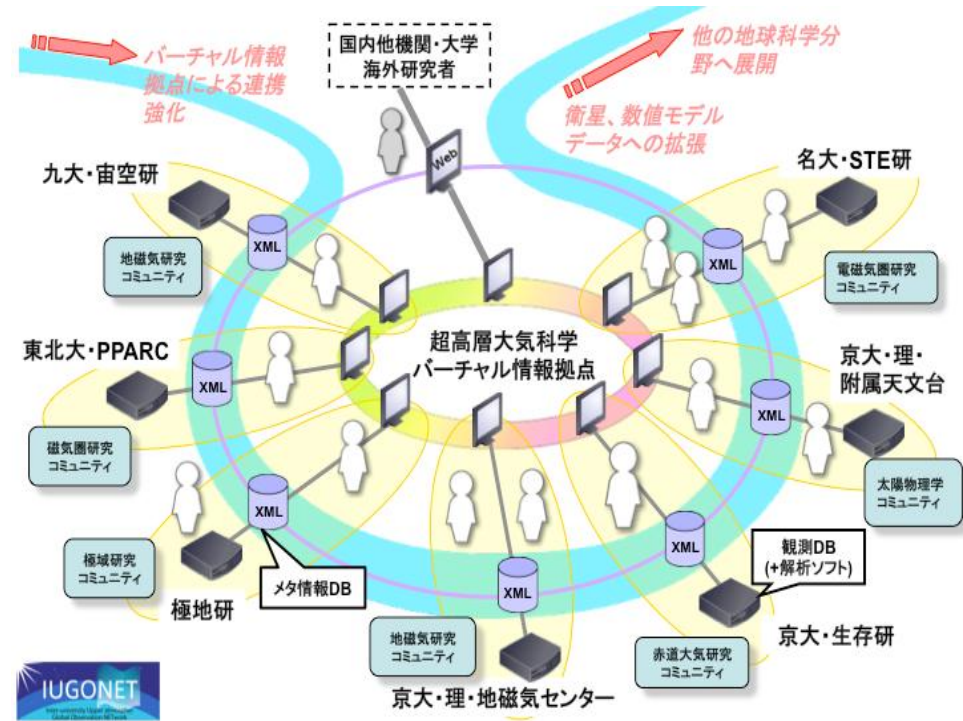 バーチャル情報
拠点による連携
強化
国内他機関・大学
海外研究者
他の地球科学分
野へ展開
衛星、数値モデル
データへの拡張
Web
九大・宙空研
XML
地磁気研究
コミュニティ
名大・STE研
XML
電磁気圏研究
コミュニティ
東北大・PPARC
XML
磁気圏研究
コミュニティ
超高層大気科学
バーチャル情報拠点
京大・理・
附属天文台
XML
太陽物理学
コミュニティ
XML
極域研究
コミュニティ
メタ情報DB
極地研
XML
地磁気研究
コミュニティ
京大・理・地磁気センター
XML
観測DB
(+解析ソフト)
赤道大気研究
コミュニティ
京大・生存研
IUGONET
Inter-university Upper atmosphere
Global Observation NETwork